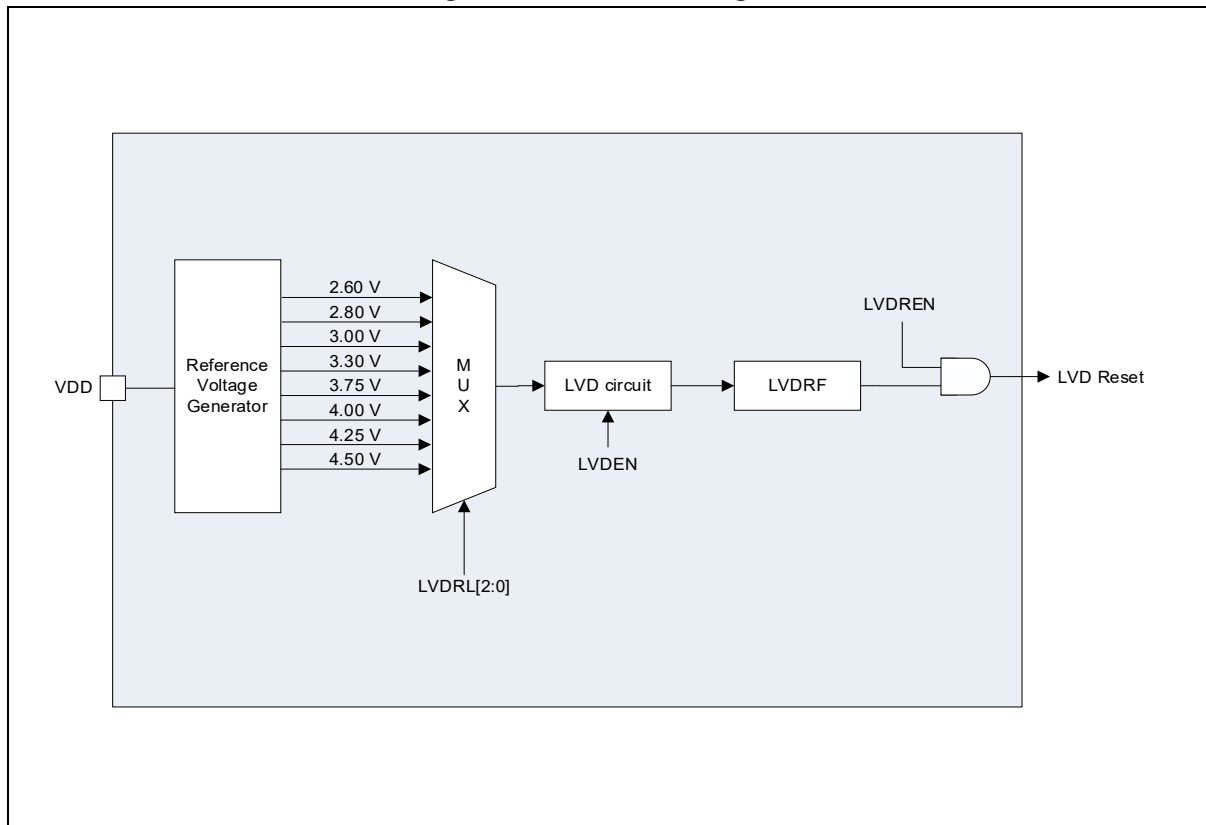 VDD
Reference
Voltage
Generator
2.60 V
2.80 V
3.00 V
3.30 V
3.75 V
4.00 V
4.25 V
4.50 V
M
U
X
LVDRL[2:0]
LVD circuit
LVDEN
LVDRF
LVDREN
LVD Reset